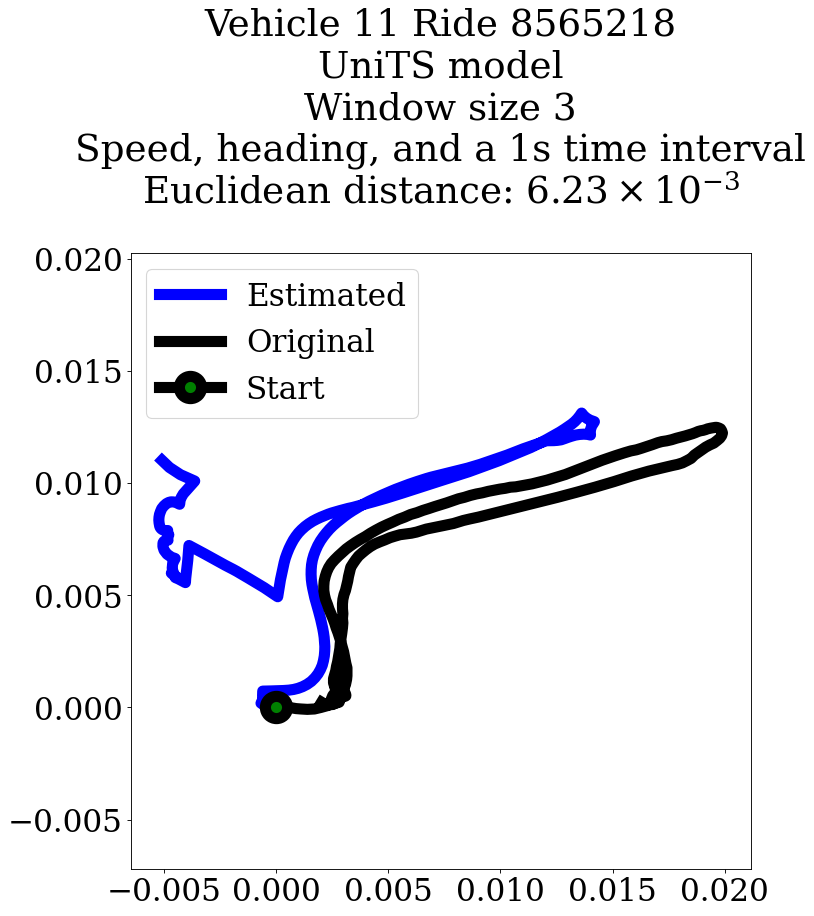 Vehicle 11 Ride 8565218
UniTS model
Window size 3
Speed, heading, and a 1s time interval
Euclidean distance: 6.23 × 10⁻³
0.020
Estimated
Original
Start
0.015
0.010
0.005
0.000
−0.005
−0.005 0.000 0.005 0.010 0.015 0.020